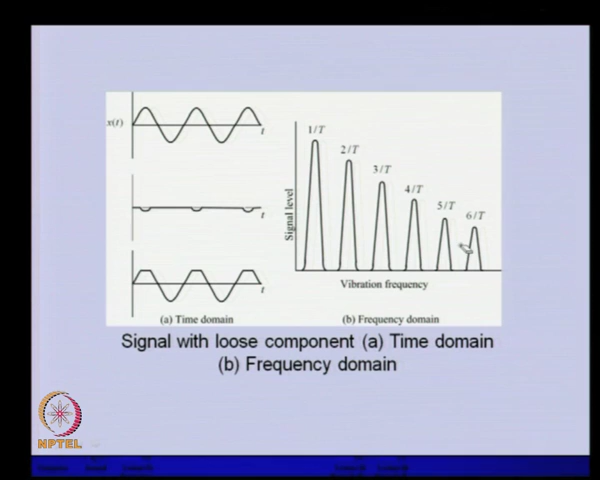 x(t)
t
t
t
(a) Time domain
Signal level
1/T
2/T
3/T
4/T
5/T
6/T
Vibration frequency
(b) Frequency domain
Signal with loose component (a) Time domain
(b) Frequency domain
NPTEL